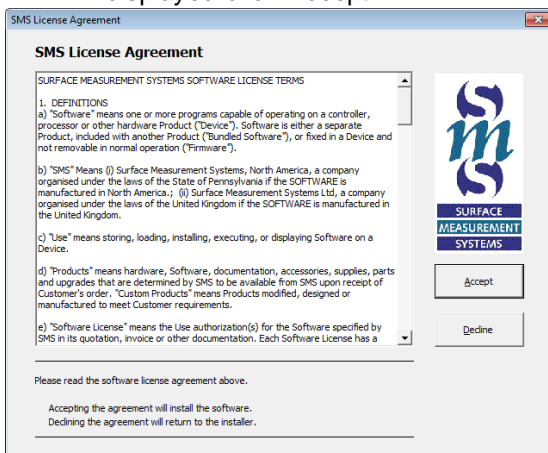 SMS License Agreement
SMS License Agreement
SURFACE MEASUREMENT SYSTEMS SOFTWARE LICENSE TERMS
1. DEFINITIONS
a) "Software" means one or more programs capable of operating on a controller,
processor or other hardware Product ("Device"). Software is either a separate
Product, included with another Product ("Bundled Software"), or fixed in a Device and
not removable in normal operation ("Firmware").
b) "SMS" Means (i) Surface Measurement Systems, North America, a company
organised under the laws of the State of Pennsylvania if the SOFTWARE is
manufactured in North America.; (ii) Surface Measurement Systems Ltd, a company
organised under the laws of the United Kingdom if the SOFTWARE is manufactured in
the United Kingdom.
c) "Use" means storing, loading, installing, executing, or displaying Software on a
Device.
d) "Products" means hardware, Software, documentation, accessories, supplies, parts
and upgrades that are determined by SMS to be available from SMS upon receipt of
Customer's order. "Custom Products" means Products modified, designed or
manufactured to meet Customer requirements.
e) "Software License" means the Use authorization(s) for the Software specified by
SMS in its quotation, invoice or other documentation. Each Software License has a
sms
SURFACE
MEASUREMENT
SYSTEMS
Accept
Decline
Please read the software license agreement above.
Accepting the agreement will install the software.
Declining the agreement will return to the installer.